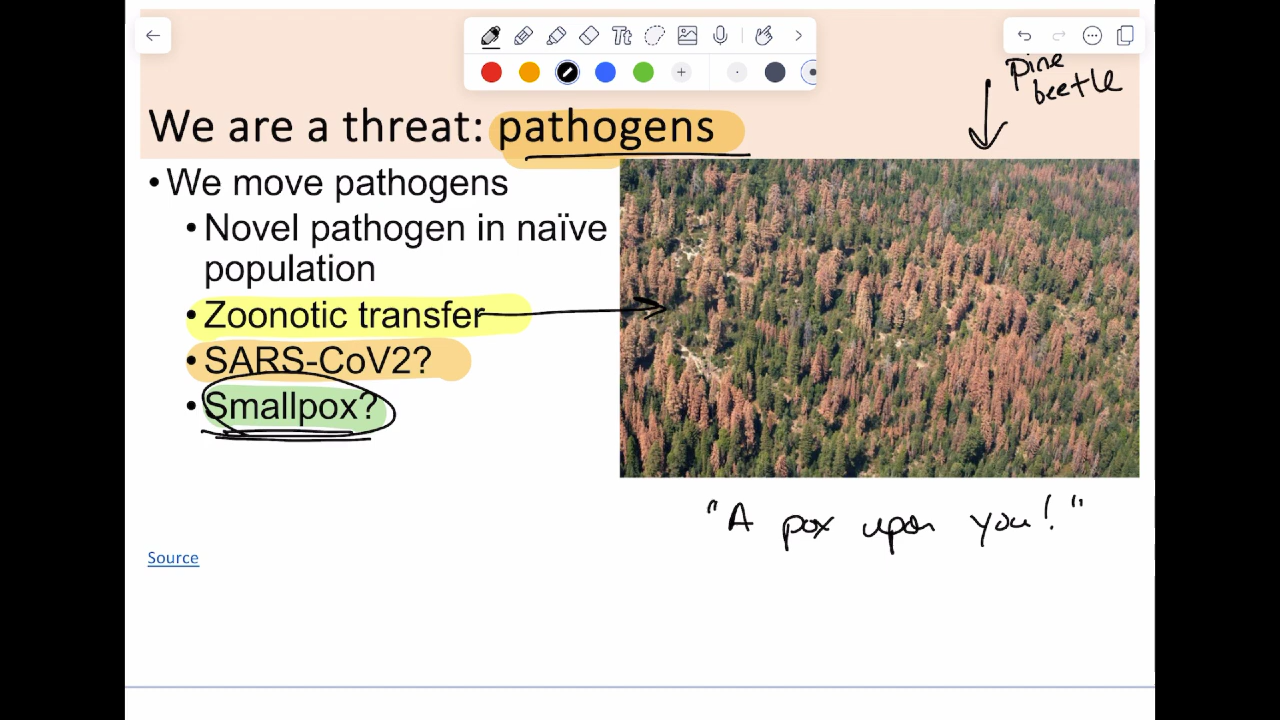 Tt
pine
beetle
We are a threat: pathogens
• We move pathogens
• Novel pathogen in naïve
population
• Zoonotic transfer
• SARS-CoV2?
• Smallpox?
"A pox upon you!"
Source